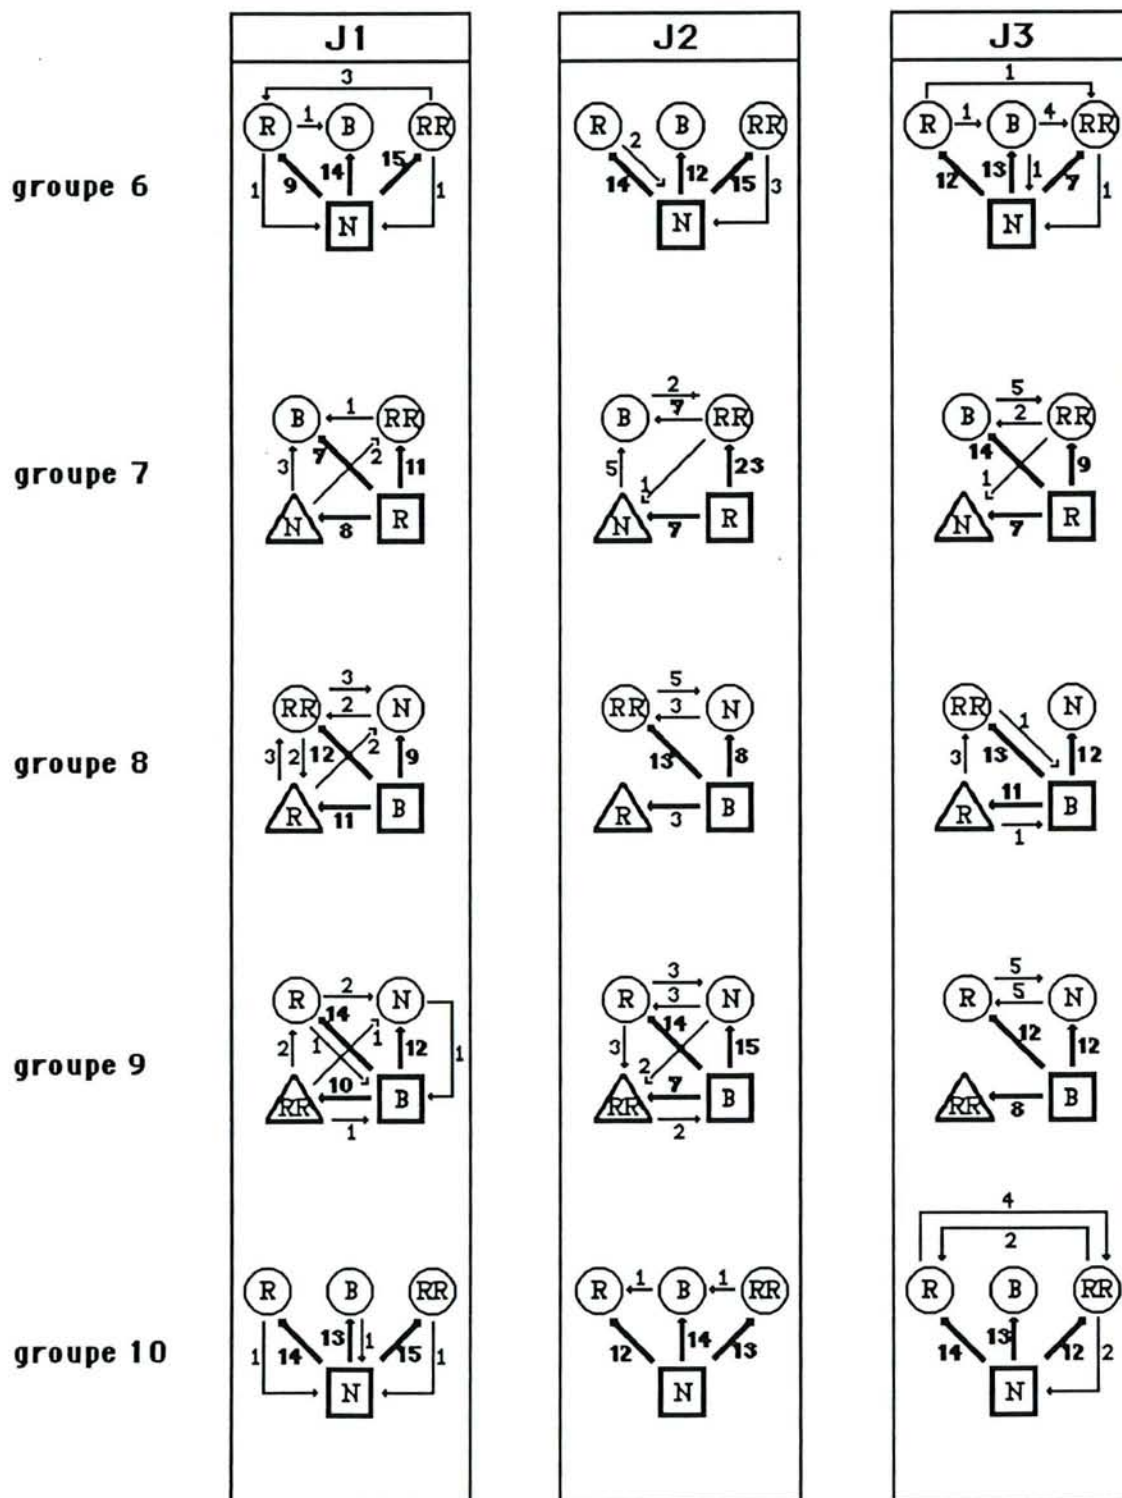 J1 J2 J3
3 1
R 1 B RR R B RR R 1 B 4 RR
2
groupe 6 1 9 14 15 1 14 12 15 3 12 13 1 7 1
N N N
B 1 RR B 2 7 RR B 5 2 RR
groupe 7 3 7 2 11 5 1 23 14 1 9
N 8 R N 7 R N 7 R
RR 3 2 N RR 5 3 N RR 1 N
groupe 8 3 2 12 2 9 13 8 3 13 12
R 11 B R 3 B R 11 1 B
R 2 N R 3 3 N R 5 5 N
14 14 12
groupe 9 2 1 1 12 1 3 2 15 12
RR 10 1 B RR 7 2 B RR 8 B
4
2
R B RR R 1 B 1 RR R B RR
groupe 10 1 14 13 1 15 1 12 14 13 14 13 12 2
N N N